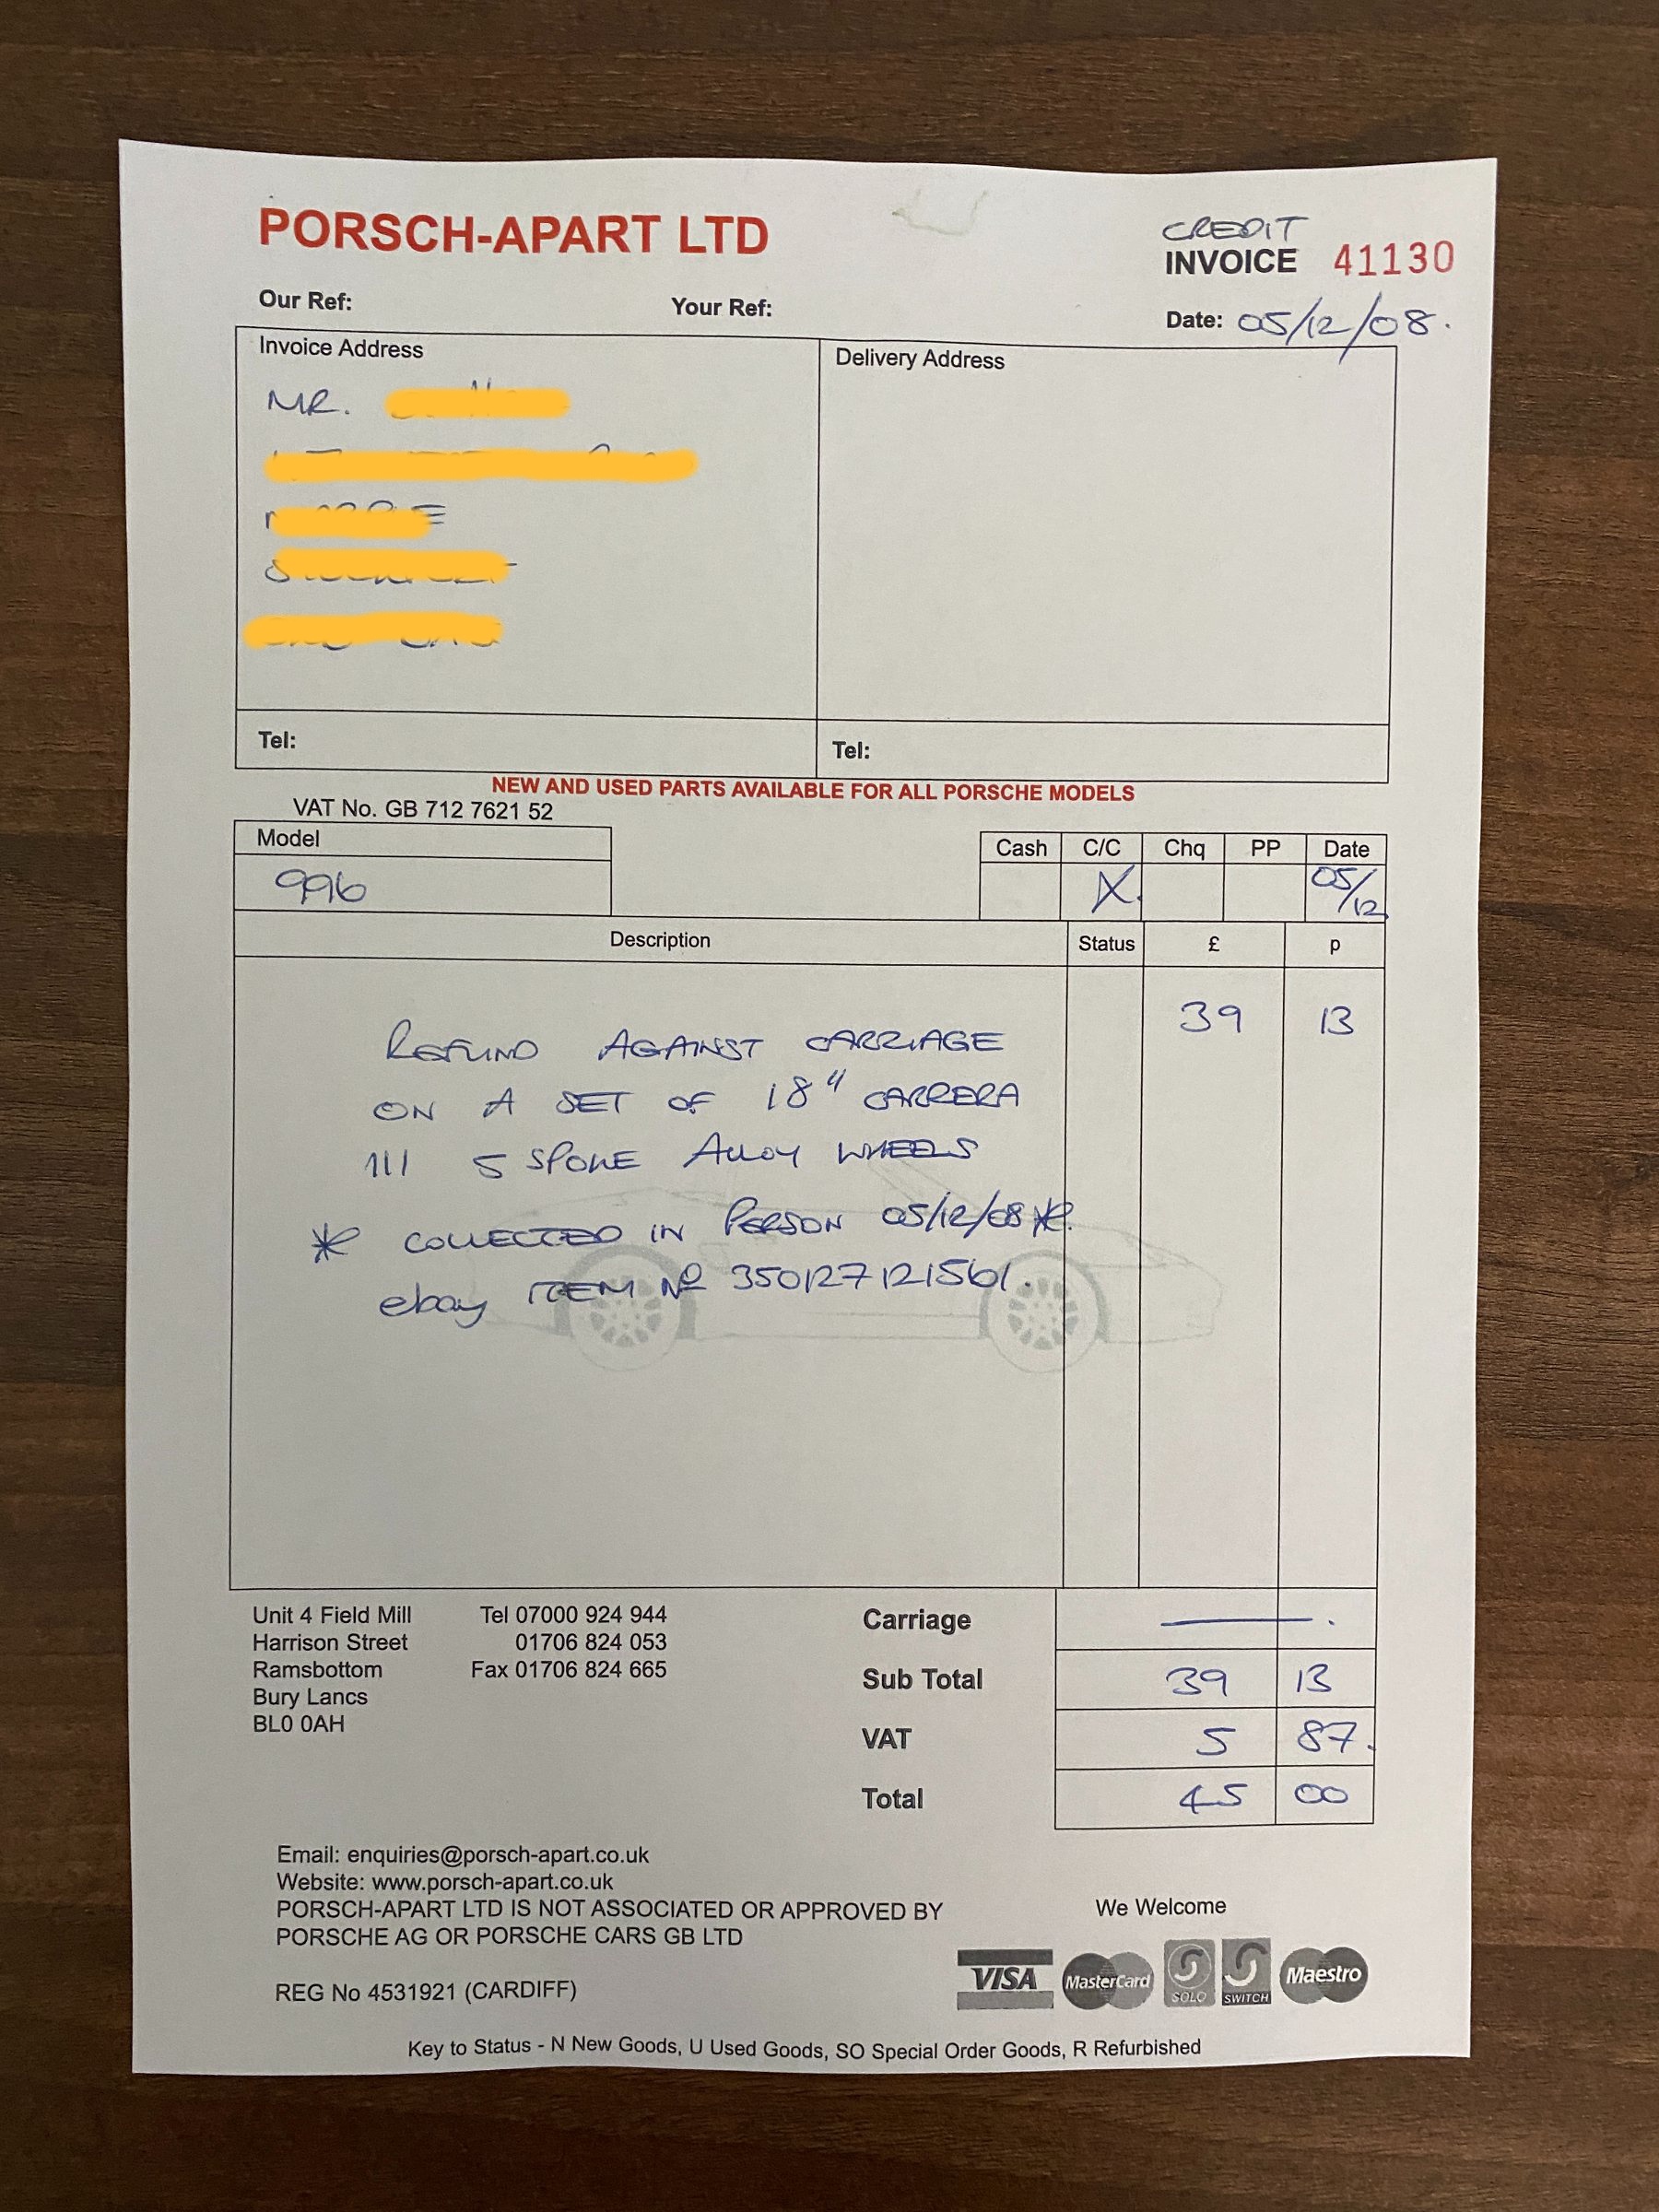 PORSCH-APART LTD
CREDIT
INVOICE 41130
Our Ref:
Your Ref:
Date: 05/12/08.
Invoice Address
Delivery Address
MR.
Tel:
Tel:
NEW AND USED PARTS AVAILABLE FOR ALL PORSCHE MODELS
VAT No. GB 712 7621 52
Model
996
Cash C/C Chq PP Date
X. 05/12
Description Status £ p
39 13
REFUND AGAINST CARRIAGE
ON A SET OF 18" CARRERA
111 5 SPOKE ALLOY WHEELS
* COLLECTED IN PERSON 05/12/08 *
ebay ITEM Nº 350127121561.
Unit 4 Field Mill
Harrison Street
Ramsbottom
Bury Lancs
BL0 0AH
Tel 07000 924 944
01706 824 053
Fax 01706 824 665
Carriage — .
Sub Total 39 13
VAT 5 87.
Total 45 00
Email: enquiries@porsch-apart.co.uk
Website: www.porsch-apart.co.uk
PORSCH-APART LTD IS NOT ASSOCIATED OR APPROVED BY
PORSCHE AG OR PORSCHE CARS GB LTD
REG No 4531921 (CARDIFF)
We Welcome
VISA MasterCard SOLO SWITCH Maestro
Key to Status - N New Goods, U Used Goods, SO Special Order Goods, R Refurbished